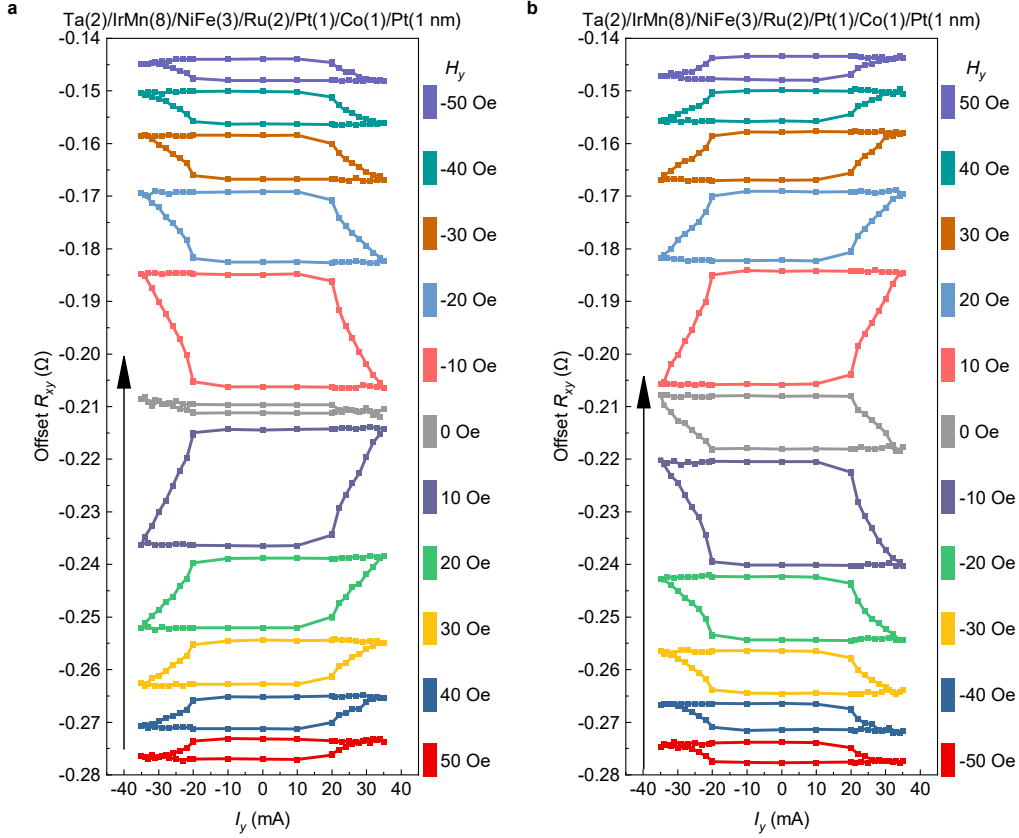 a
Ta(2)/IrMn(8)/NiFe(3)/Ru(2)/Pt(1)/Co(1)/Pt(1 nm)
-0.14
-0.15
-0.16
-0.17
-0.18
-0.19
-0.20
-0.21
-0.22
-0.23
-0.24
-0.25
-0.26
-0.27
-0.28
Offset Rxy (Ω)
-40 -30 -20 -10 0 10 20 30 40
Iy (mA)
Hy
-50 Oe
-40 Oe
-30 Oe
-20 Oe
-10 Oe
0 Oe
10 Oe
20 Oe
30 Oe
40 Oe
50 Oe
b
Ta(2)/IrMn(8)/NiFe(3)/Ru(2)/Pt(1)/Co(1)/Pt(1 nm)
-0.14
-0.15
-0.16
-0.17
-0.18
-0.19
-0.20
-0.21
-0.22
-0.23
-0.24
-0.25
-0.26
-0.27
-0.28
Offset Rxy (Ω)
-40 -30 -20 -10 0 10 20 30 40
Iy (mA)
Hy
50 Oe
40 Oe
30 Oe
20 Oe
10 Oe
0 Oe
-10 Oe
-20 Oe
-30 Oe
-40 Oe
-50 Oe